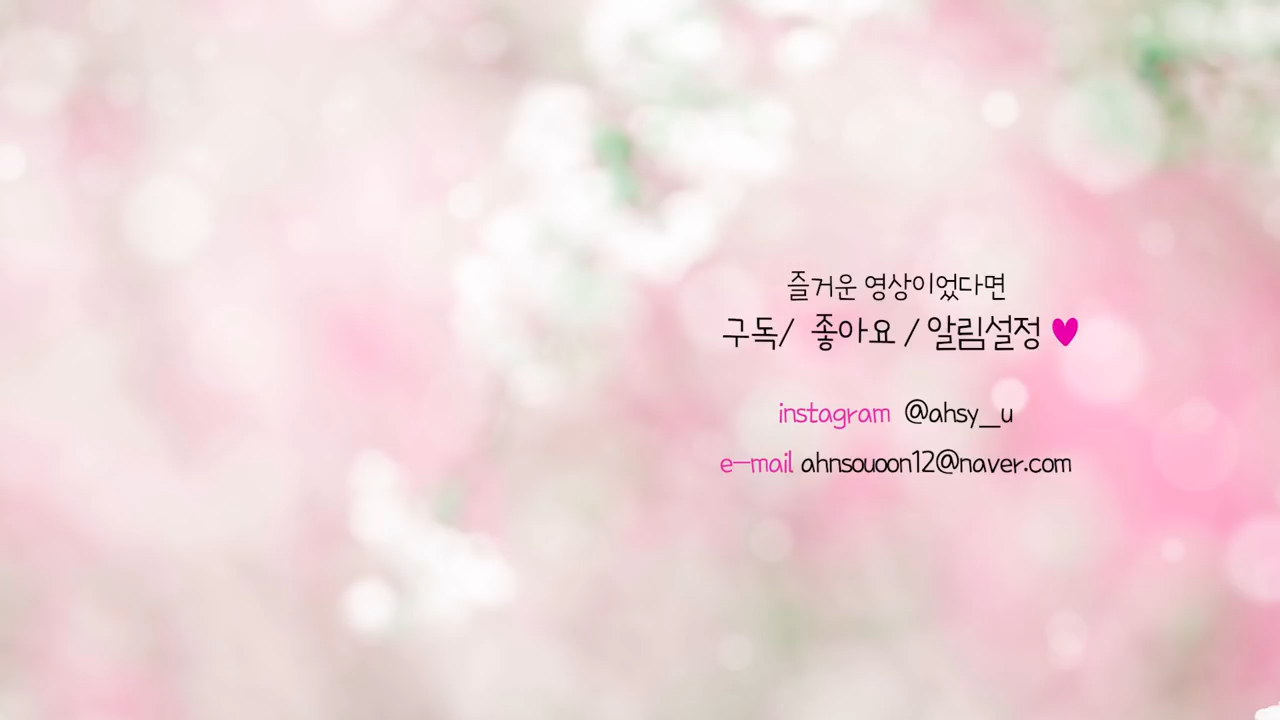 즐거운 영상이었다면
구독/ 좋아요 / 알림설정 ♥
instagram @ahsy_u
e-mail ahnsouoon12@naver.com